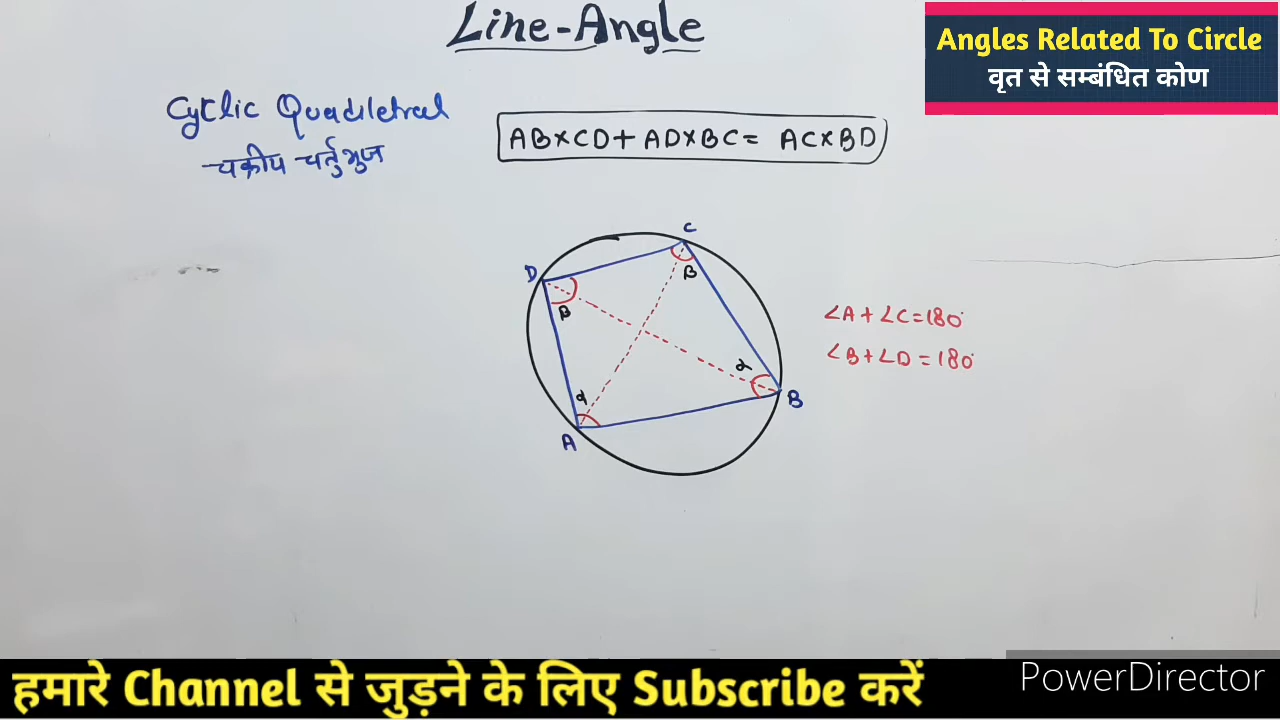 Line-Angle
Angles Related To Circle
वृत से सम्बंधित कोण
Cyclic Quadiletral
चक्रीय चर्तुभुज
AB×CD+ AD×BC= AC×BD
C
D
β
β
∠A+∠C=180°
∠B+∠D=180°
α
α
B
A
हमारे Channel से जुड़ने के लिए Subscribe करें
PowerDirector